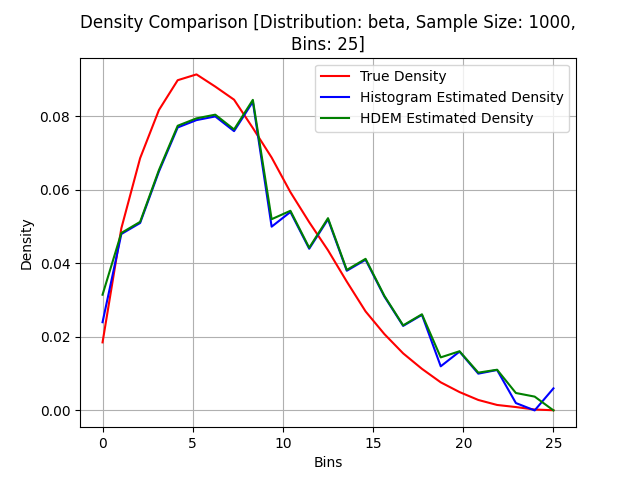 Density Comparison [Distribution: beta, Sample Size: 1000,
Bins: 25]
True Density
Histogram Estimated Density
HDEM Estimated Density
Density
0.08
0.06
0.04
0.02
0.00
0
5
10
15
20
25
Bins